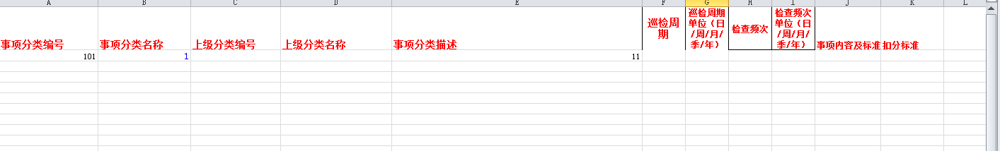 A B C D E F G H I J K L
事项分类编号 事项分类名称 上级分类编号 上级分类名称 事项分类描述 巡检周期 巡检周期单位（日/周/月/季/年） 检查频次 检查频次单位（日/周/月/季/年） 事项内容及标准 扣分标准
101 1 11